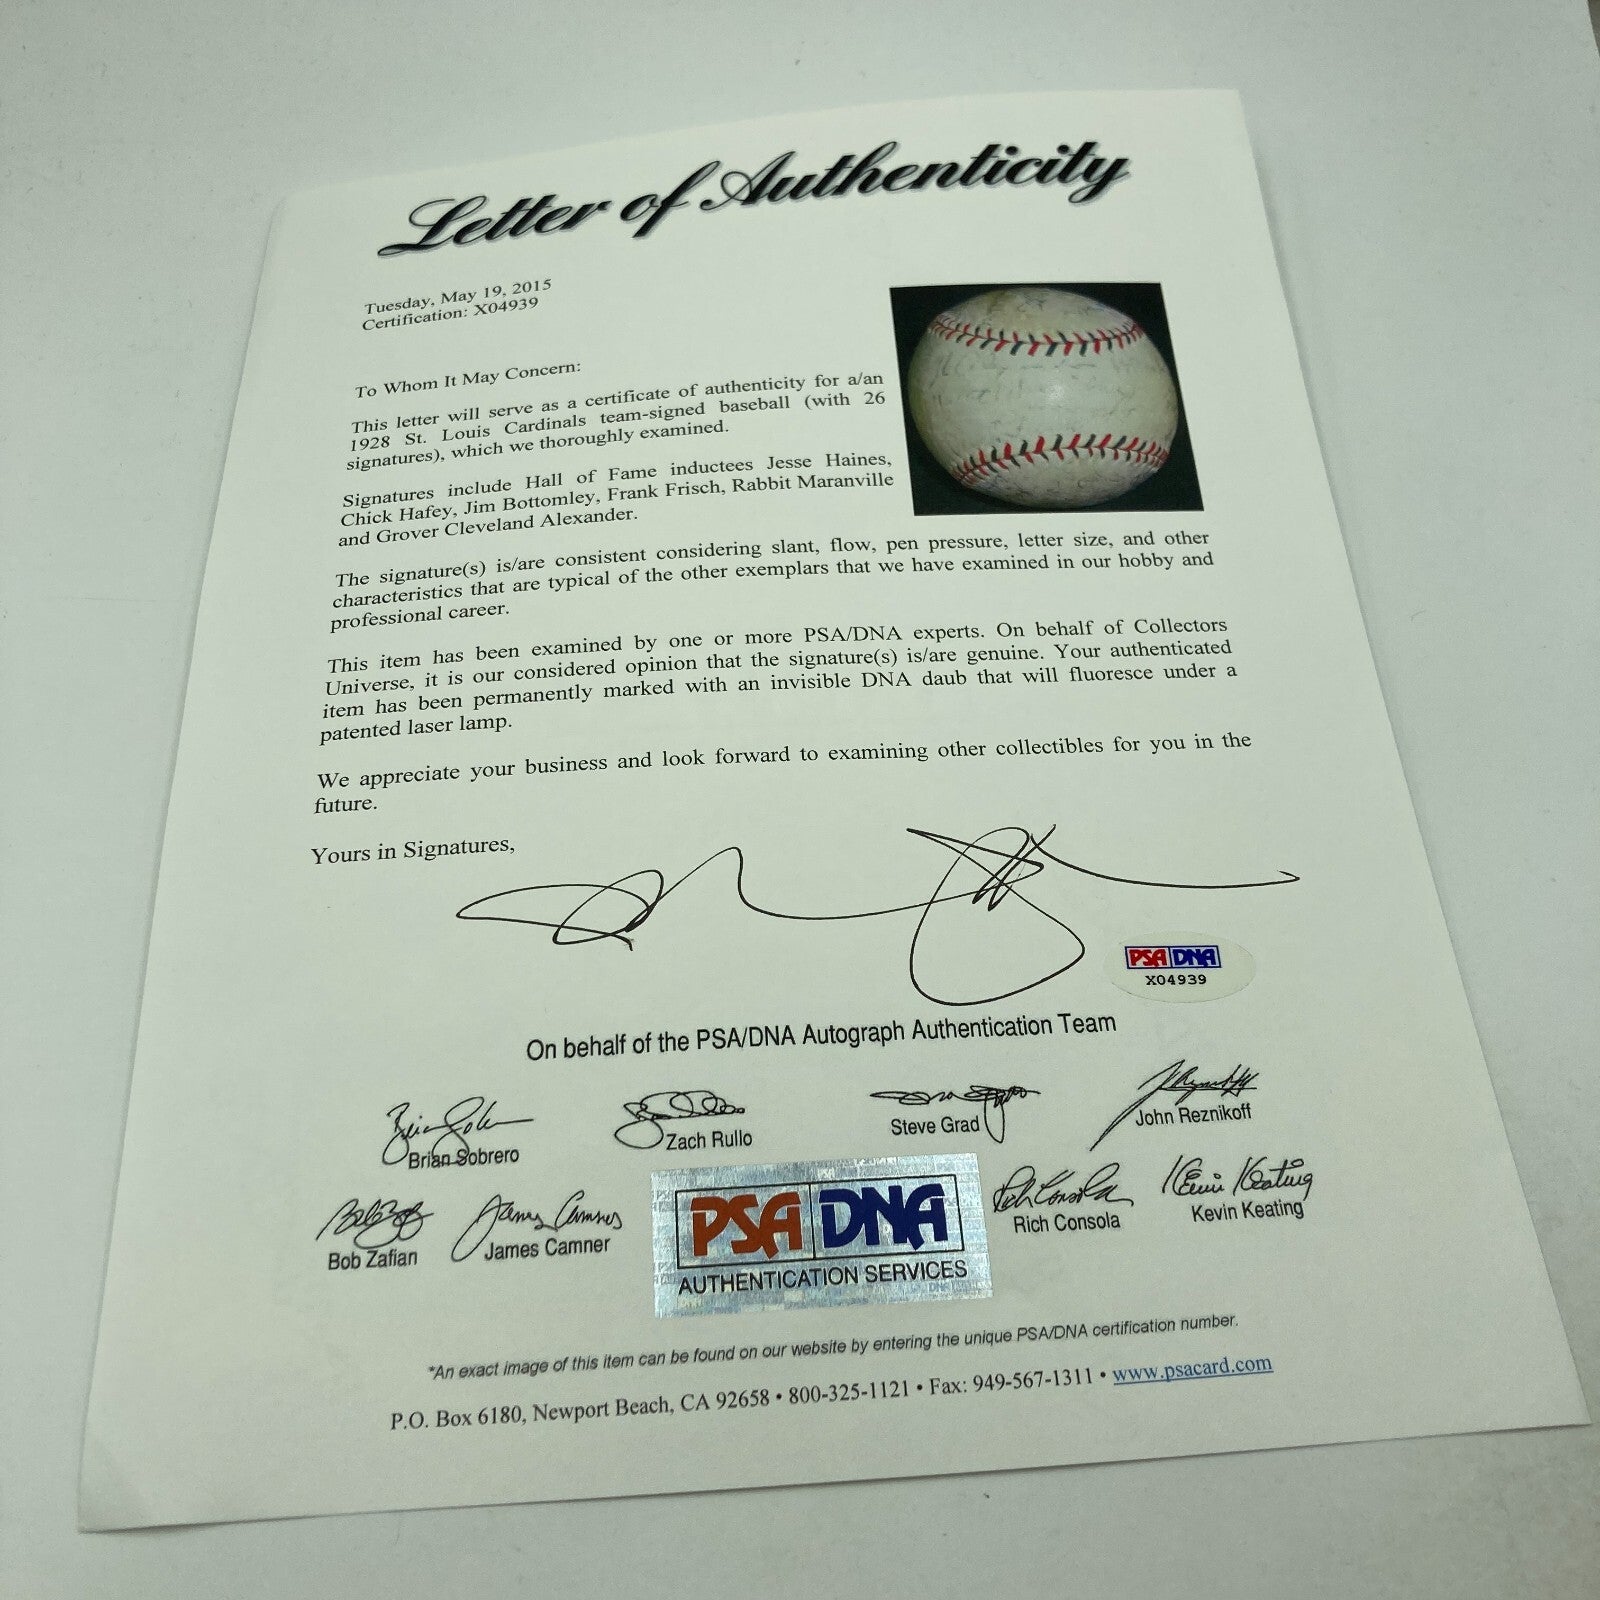 Letter of Authenticity
Tuesday, May 19, 2015
Certification: X04939
To Whom It May Concern:
This letter will serve as a certificate of authenticity for a/an
1928 St. Louis Cardinals team-signed baseball (with 26
signatures), which we thoroughly examined.
Signatures include Hall of Fame inductees Jesse Haines,
Chick Hafey, Jim Bottomley, Frank Frisch, Rabbit Maranville
and Grover Cleveland Alexander.
The signature(s) is/are consistent considering slant, flow, pen pressure, letter size, and other
characteristics that are typical of the other exemplars that we have examined in our hobby and
professional career.
This item has been examined by one or more PSA/DNA experts. On behalf of Collectors
Universe, it is our considered opinion that the signature(s) is/are genuine. Your authenticated
item has been permanently marked with an invisible DNA daub that will fluoresce under a
patented laser lamp.
We appreciate your business and look forward to examining other collectibles for you in the
future.
Yours in Signatures,
PSA DNA
X04939
On behalf of the PSA/DNA Autograph Authentication Team
Brian Sobrero
Zach Rullo
Steve Grad
John Reznikoff
James Camner
Kevin Keating
Bob Zafian
James Camner
Rich Consola
Kevin Keating
PSA DNA
AUTHENTICATION SERVICES
*An exact image of this item can be found on our website by entering the unique PSA/DNA certification number.
P.O. Box 6180, Newport Beach, CA 92658 • 800-325-1121 • Fax: 949-567-1311 • www.psacard.com